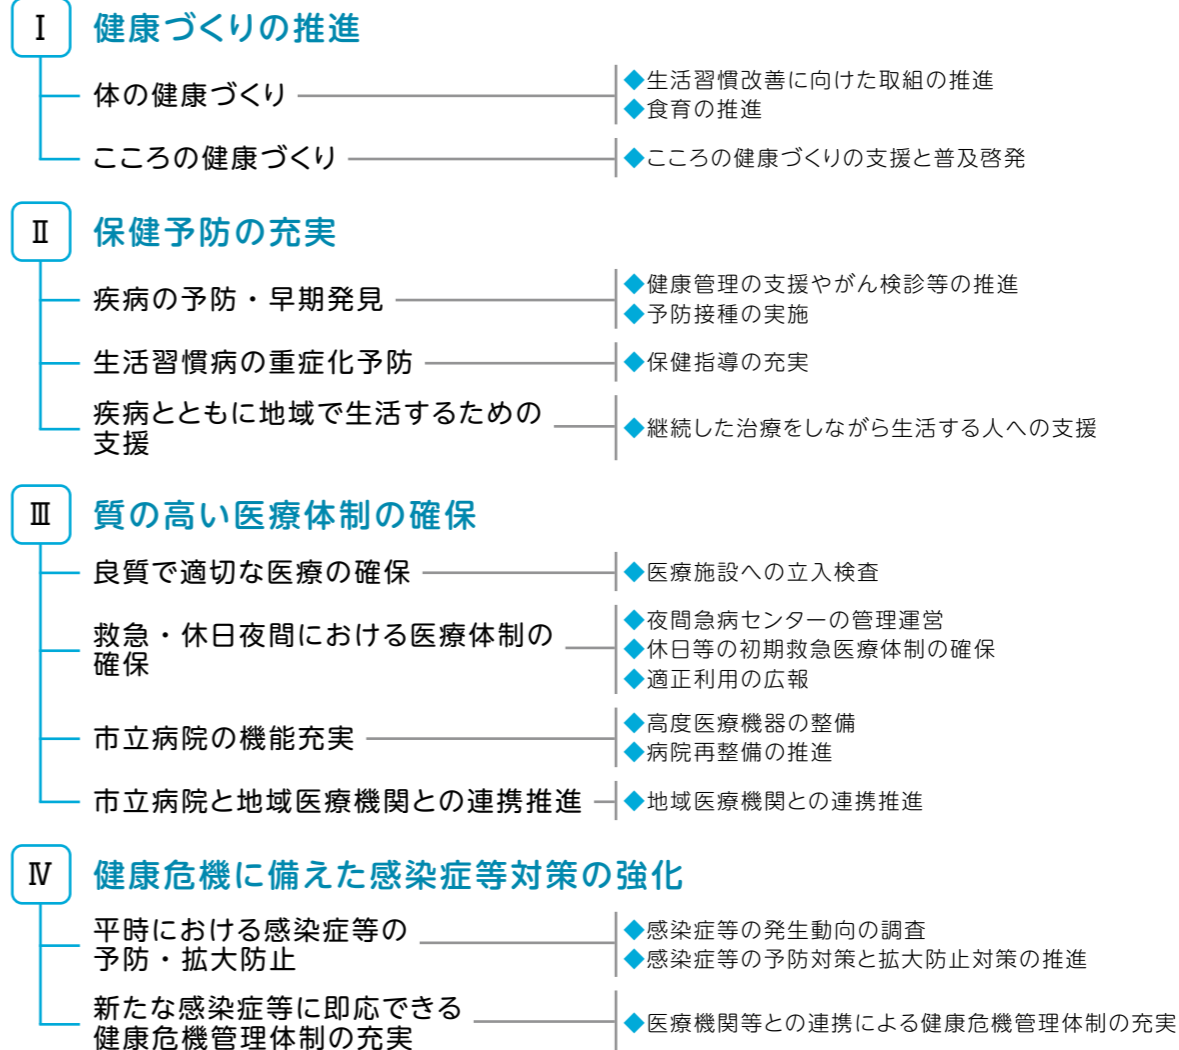 Ⅰ 健康づくりの推進
体の健康づくり
◆生活習慣改善に向けた取組の推進
◆食育の推進
こころの健康づくり
◆こころの健康づくりの支援と普及啓発
Ⅱ 保健予防の充実
疾病の予防・早期発見
◆健康管理の支援やがん検診等の推進
◆予防接種の実施
生活習慣病の重症化予防
◆保健指導の充実
疾病とともに地域で生活するための
支援
◆継続した治療をしながら生活する人への支援
Ⅲ 質の高い医療体制の確保
良質で適切な医療の確保
◆医療施設への立入検査
救急・休日夜間における医療体制の
確保
◆夜間急病センターの管理運営
◆休日等の初期救急医療体制の確保
◆適正利用の広報
市立病院の機能充実
◆高度医療機器の整備
◆病院再整備の推進
市立病院と地域医療機関との連携推進
◆地域医療機関との連携推進
Ⅳ 健康危機に備えた感染症等対策の強化
平時における感染症等の
予防・拡大防止
◆感染症等の発生動向の調査
◆感染症等の予防対策と拡大防止対策の推進
新たな感染症等に即応できる
健康危機管理体制の充実
◆医療機関等との連携による健康危機管理体制の充実